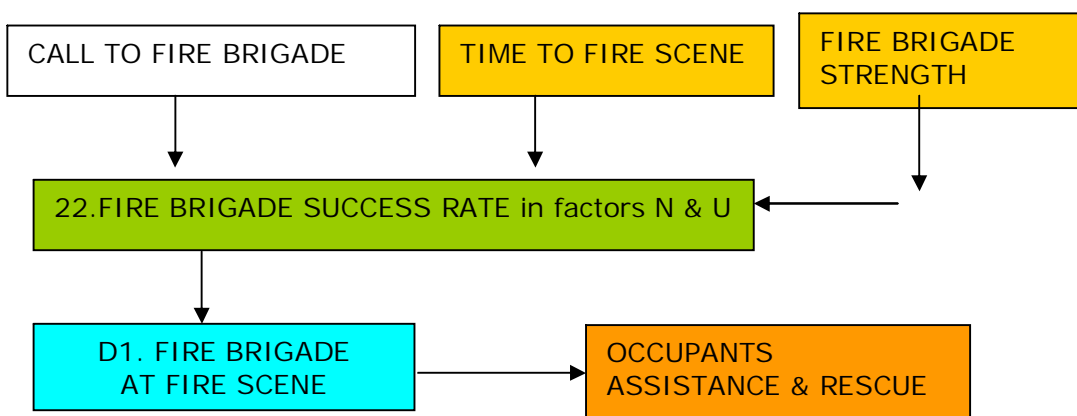 CALL TO FIRE BRIGADE
TIME TO FIRE SCENE
FIRE BRIGADE
STRENGTH
22.FIRE BRIGADE SUCCESS RATE in factors N & U
D1. FIRE BRIGADE
AT FIRE SCENE
OCCUPANTS
ASSISTANCE & RESCUE